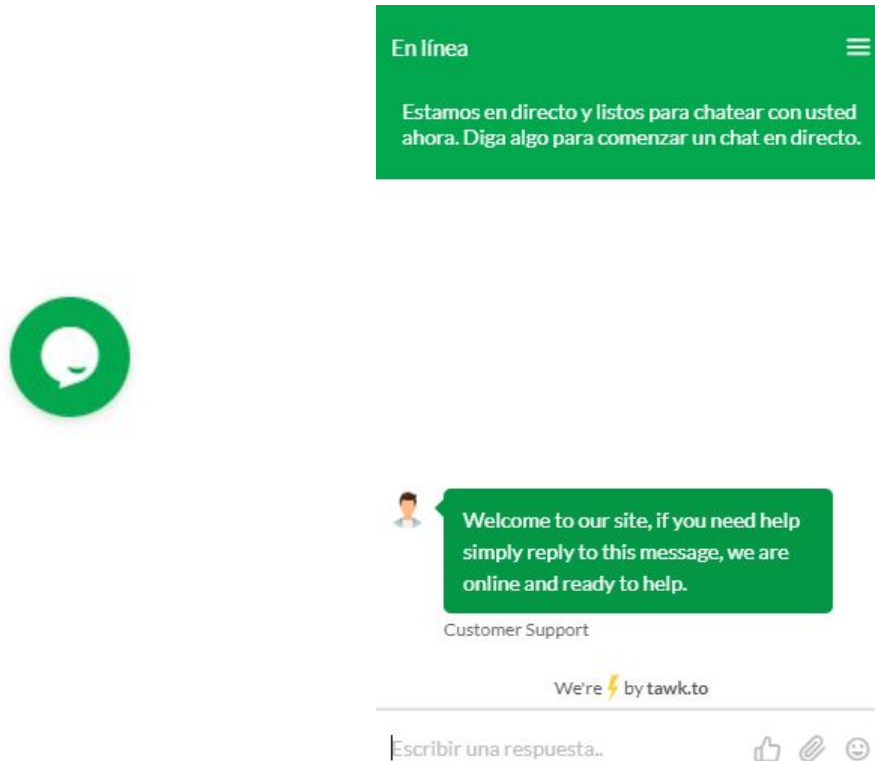 En línea
Estamos en directo y listos para chatear con usted
ahora. Diga algo para comenzar un chat en directo.
Welcome to our site, if you need help
simply reply to this message, we are
online and ready to help.
Customer Support
We're by tawk.to
Escribir una respuesta..